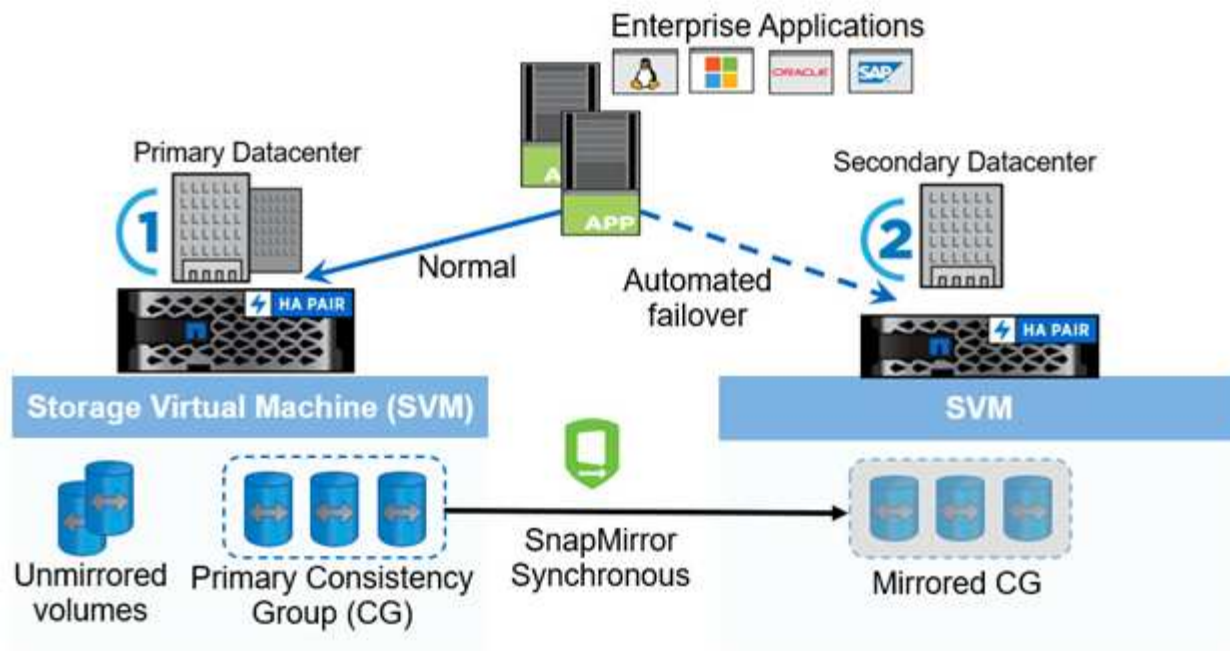 Enterprise Applications
ORACLE
SAP
Primary Datacenter
Secondary Datacenter
1
A
APP
2
Normal
Automated
failover
HA PAIR
HA PAIR
Storage Virtual Machine (SVM)
SVM
SnapMirror
Synchronous
Unmirrored
volumes
Primary Consistency
Group (CG)
Mirrored CG